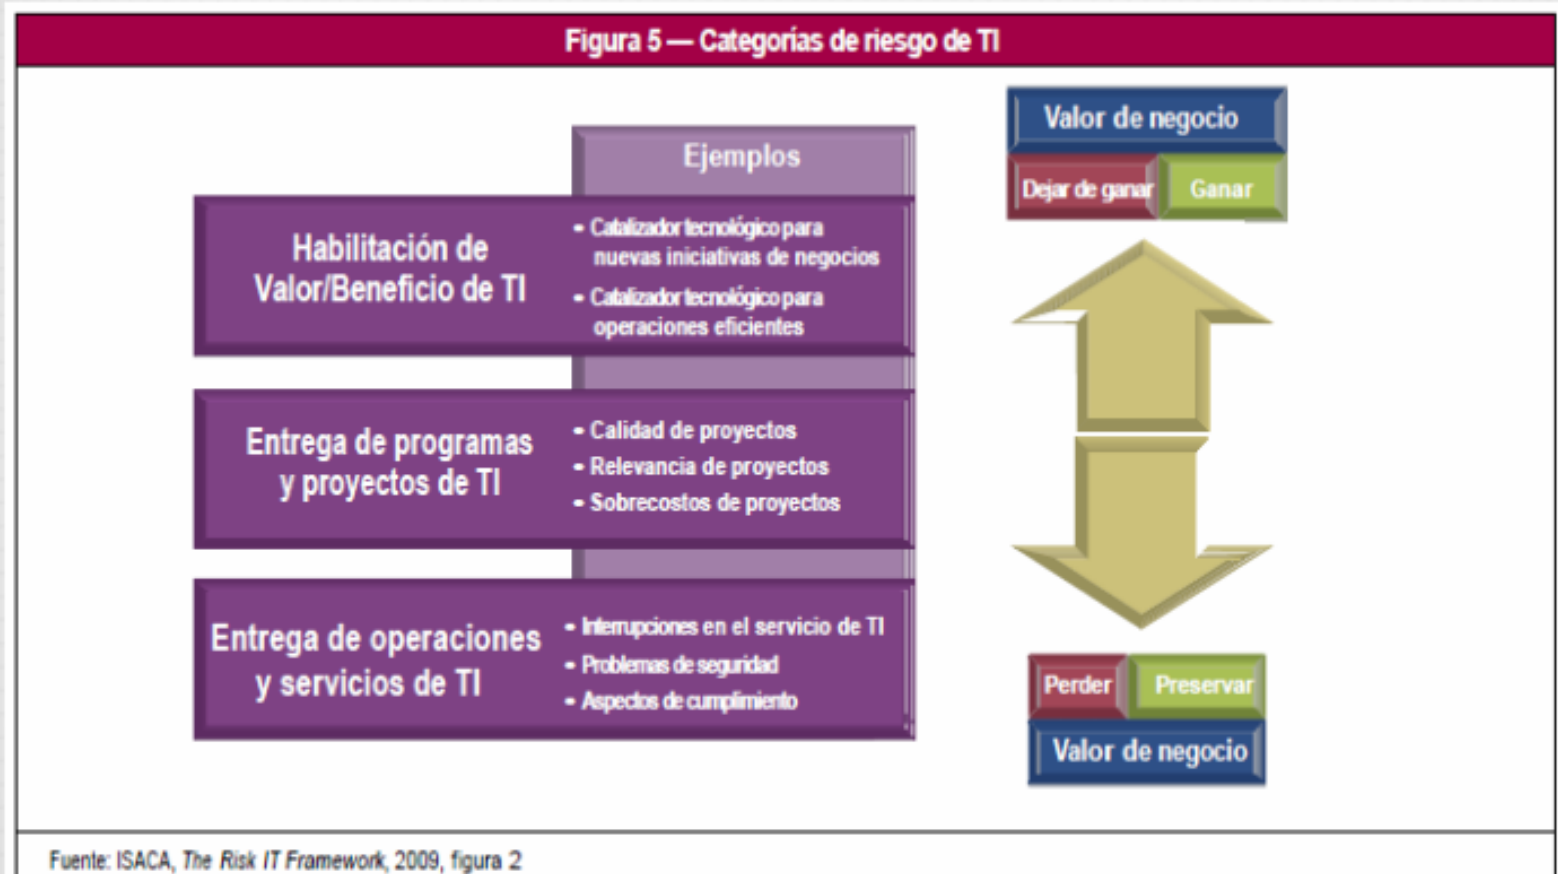 Figura 5 — Categorías de riesgo de TI
Ejemplos
Habilitación de
Valor/Beneficio de TI
• Catalizador tecnológico para
nuevas iniciativas de negocios
• Catalizador tecnológico para
operaciones eficientes
Entrega de programas
y proyectos de TI
• Calidad de proyectos
• Relevancia de proyectos
• Sobrecostos de proyectos
Entrega de operaciones
y servicios de TI
• Interrupciones en el servicio de TI
• Problemas de seguridad
• Aspectos de cumplimiento
Valor de negocio
Dejar de ganar
Ganar
Perder
Preservar
Valor de negocio
Fuente: ISACA, The Risk IT Framework, 2009, figura 2